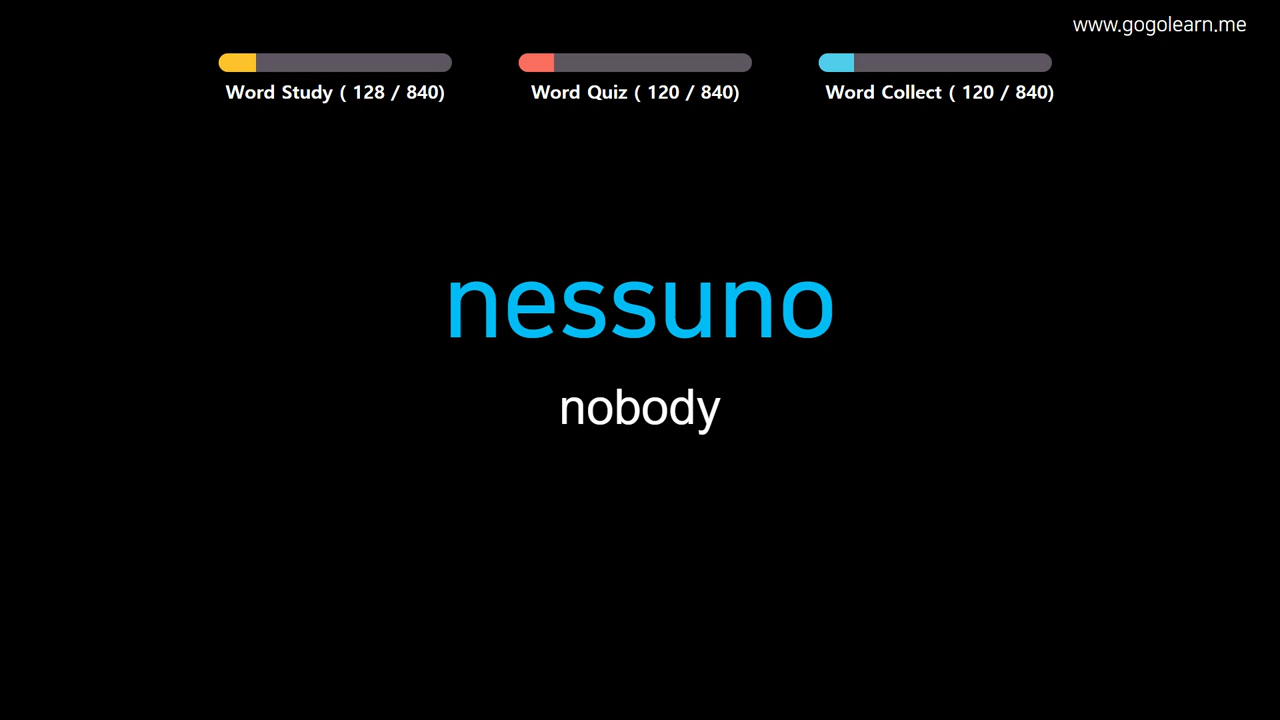 www.gogolearn.me
Word Study ( 128 / 840)
Word Quiz ( 120 / 840)
Word Collect ( 120 / 840)
nessuno
nobody